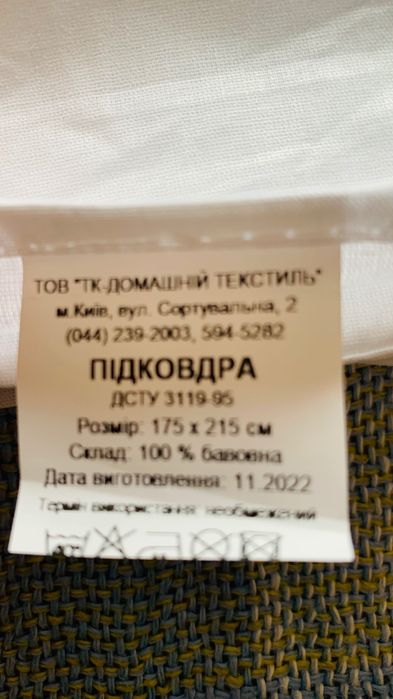 ТОВ "ТК-ДОМАШНІЙ ТЕКСТИЛЬ"
м.Київ, вул. Сортувальна, 2
(044) 239-2003, 594-5282
ПІДКОВДРА
ДСТУ 3119-95
Розмір: 175 х 215 см
Склад: 100 % бавовна
Дата виготовлення: 11.2022
Термін використання: необмежений